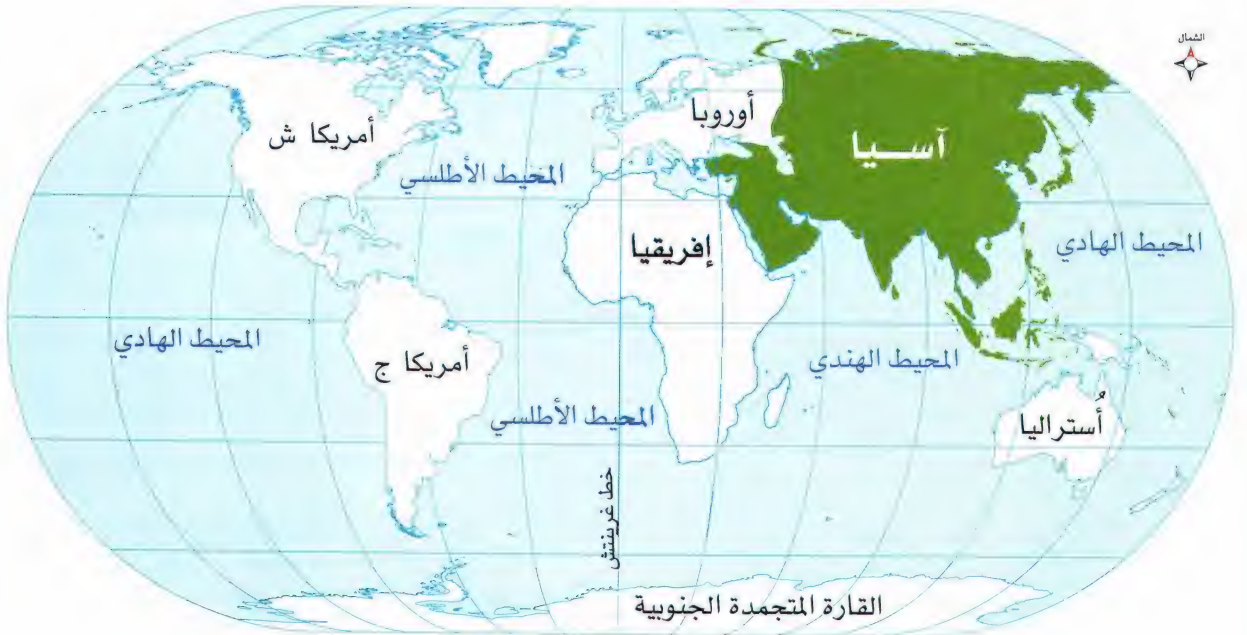 الشمال
أوروبا
آسيا
أمريكا ش
المحيط الأطلسي
إفريقيا
المحيط الهادي
المحيط الهادي
أمريكا ج
المحيط الهندي
المحيط الأطلسي
أُستراليا
خط غرينتش
القارة المتجمدة الجنوبية